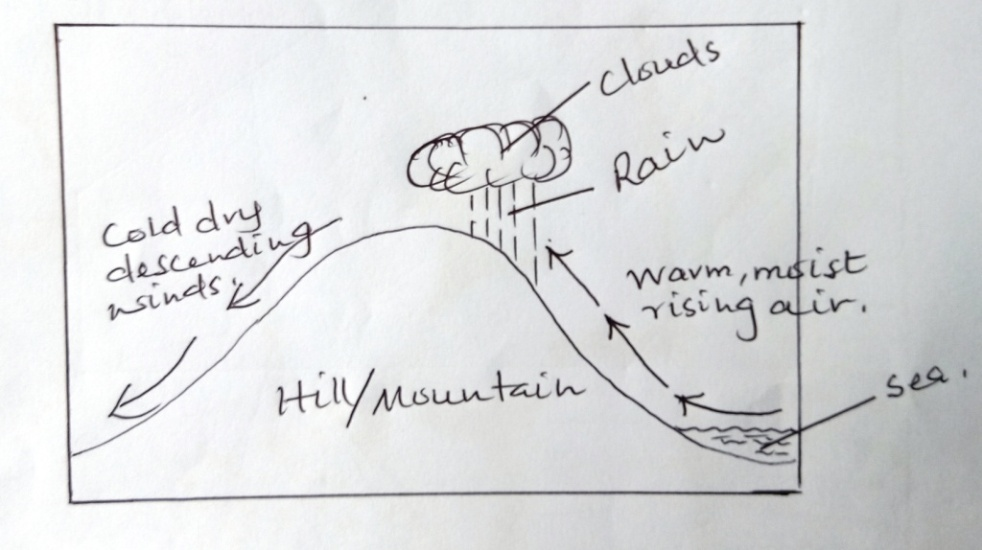 Clouds
Rain
Cold dry
descending
winds.
Warm, moist
rising air.
Hill/Mountain
sea.